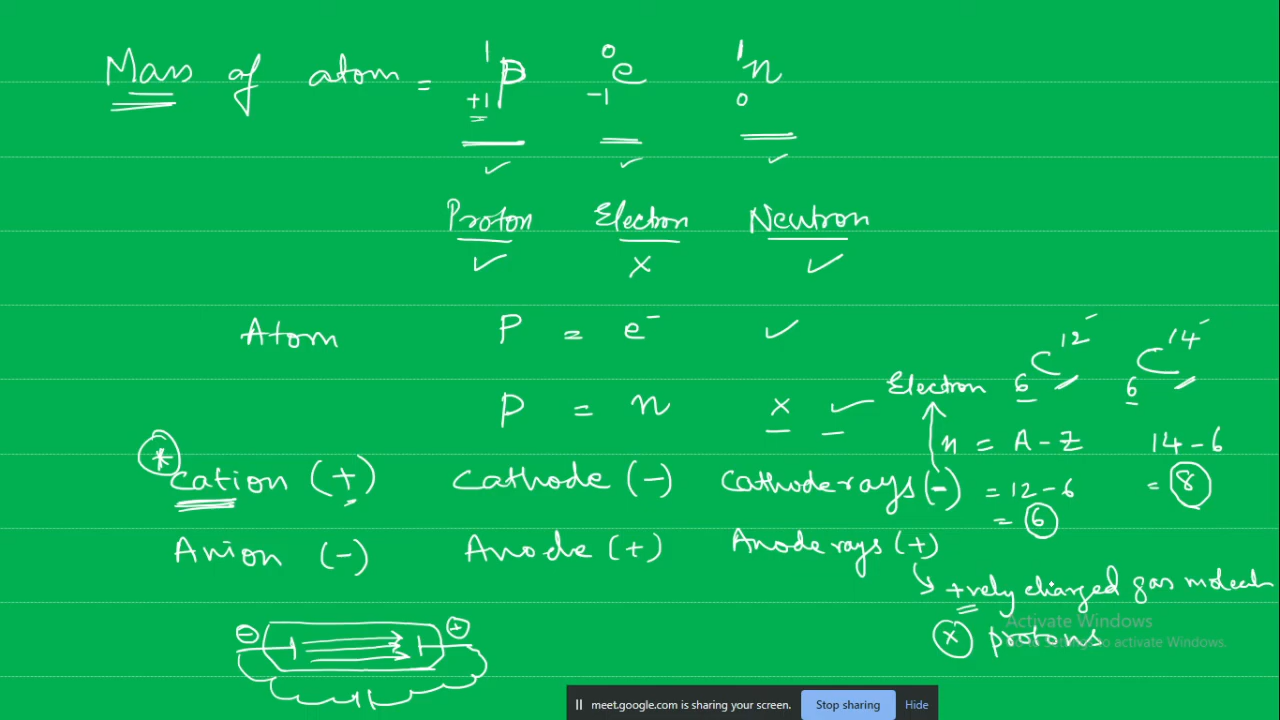 Mass of atom = ¹₊₁P ⁰₋₁e ¹₀n
Proton Electron Neutron
✓ × ✓
Atom P = e⁻ ✓
₆C¹² ₆C¹⁴
Electron
P = n × ✓
n = A - Z 14 - 6
* Cation (+) Cathode (-) Cathode rays (-) = 12 - 6 = 8
= 6
Anion (-) Anode (+) Anode rays (+)
+vely charged gas molecul
Activate Windows
× protons
Go to Settings to activate Windows.
meet.google.com is sharing your screen. Stop sharing Hide